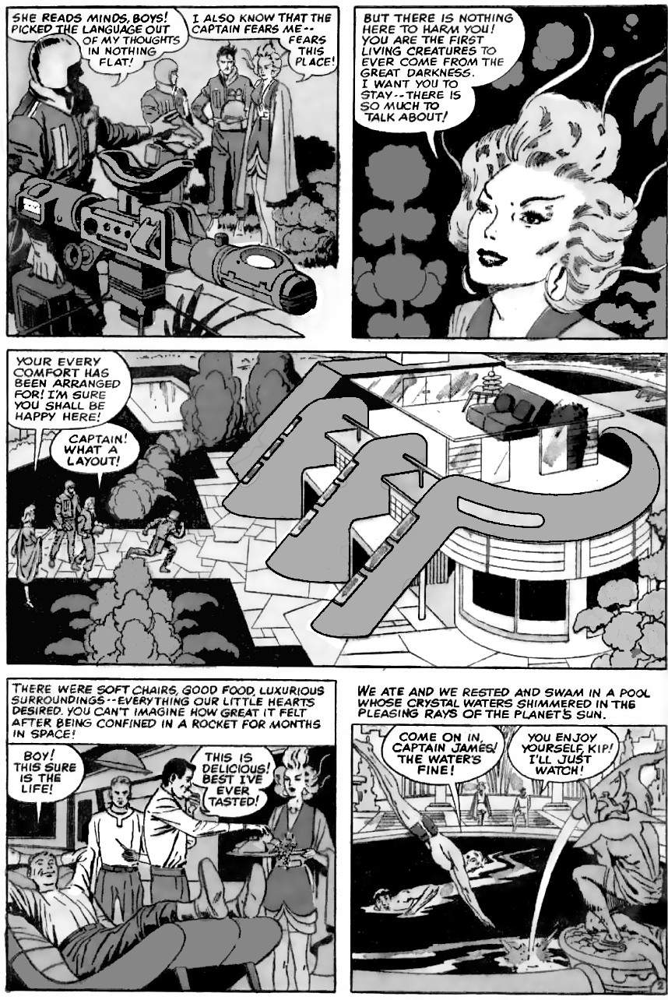 SHE READS MINDS, BOYS!
PICKED THE LANGUAGE OUT
OF MY THOUGHTS
IN NOTHING
FLAT!
I ALSO KNOW THAT THE
CAPTAIN FEARS ME--
FEARS
THIS
PLACE!
BUT THERE IS NOTHING
HERE TO HARM YOU!
YOU ARE THE FIRST
LIVING CREATURES TO
EVER COME FROM THE
GREAT DARKNESS.
I WANT YOU TO
STAY--THERE IS
SO MUCH TO
TALK ABOUT!
YOUR EVERY
COMFORT HAS
BEEN ARRANGED
FOR! I'M SURE
YOU SHALL BE
HAPPY HERE!
CAPTAIN!
WHAT A
LAYOUT!
THERE WERE SOFT CHAIRS, GOOD FOOD, LUXURIOUS
SURROUNDINGS--EVERYTHING OUR LITTLE HEARTS
DESIRED. YOU CAN'T IMAGINE HOW GREAT IT FELT
AFTER BEING CONFINED IN A ROCKET FOR MONTHS
IN SPACE!
BOY!
THIS SURE
IS THE
LIFE!
THIS IS
DELICIOUS!
BEST I'VE
EVER
TASTED!
WE ATE AND WE RESTED AND SWAM IN A POOL
WHOSE CRYSTAL WATERS SHIMMERED IN THE
PLEASING RAYS OF THE PLANET'S SUN.
COME ON IN,
CAPTAIN JAMES!
THE WATER'S
FINE!
YOU ENJOY
YOURSELF, KIP!
I'LL JUST
WATCH!
2